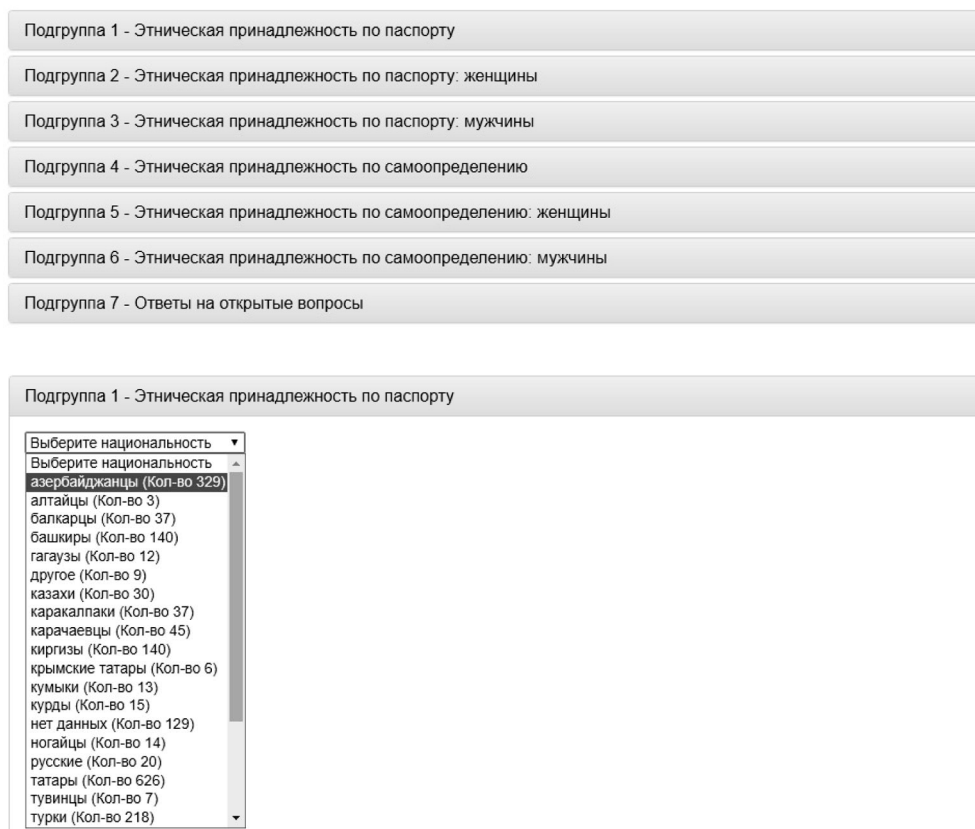 Подгруппа 1 - Этническая принадлежность по паспорту
Подгруппа 2 - Этническая принадлежность по паспорту: женщины
Подгруппа 3 - Этническая принадлежность по паспорту: мужчины
Подгруппа 4 - Этническая принадлежность по самоопределению
Подгруппа 5 - Этническая принадлежность по самоопределению: женщины
Подгруппа 6 - Этническая принадлежность по самоопределению: мужчины
Подгруппа 7 - Ответы на открытые вопросы
Подгруппа 1 - Этническая принадлежность по паспорту
Выберите национальность
Выберите национальность
азербайджанцы (Кол-во 329)
алтайцы (Кол-во 3)
балкарцы (Кол-во 37)
башкиры (Кол-во 140)
гагаузы (Кол-во 12)
другое (Кол-во 9)
казахи (Кол-во 30)
каракалпаки (Кол-во 37)
карачаевцы (Кол-во 45)
киргизы (Кол-во 140)
крымские татары (Кол-во 6)
кумыки (Кол-во 13)
курды (Кол-во 15)
нет данных (Кол-во 129)
ногайцы (Кол-во 14)
русские (Кол-во 20)
татары (Кол-во 626)
тувинцы (Кол-во 7)
турки (Кол-во 218)